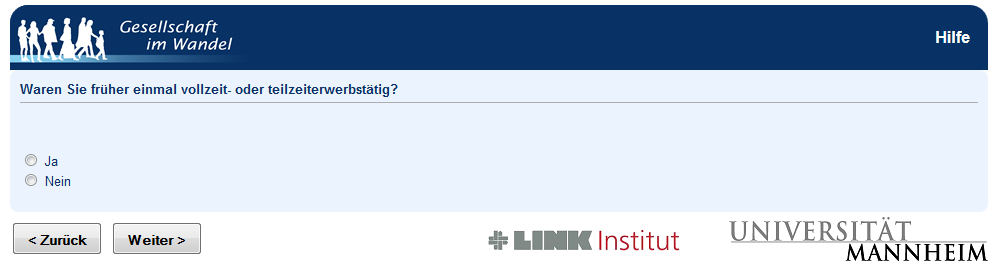 Gesellschaft
im Wandel
Hilfe
Waren Sie früher einmal vollzeit- oder teilzeiterwerbstätig?
Ja
Nein
< Zurück
Weiter >
LINK Institut
UNIVERSITÄT
MANNHEIM